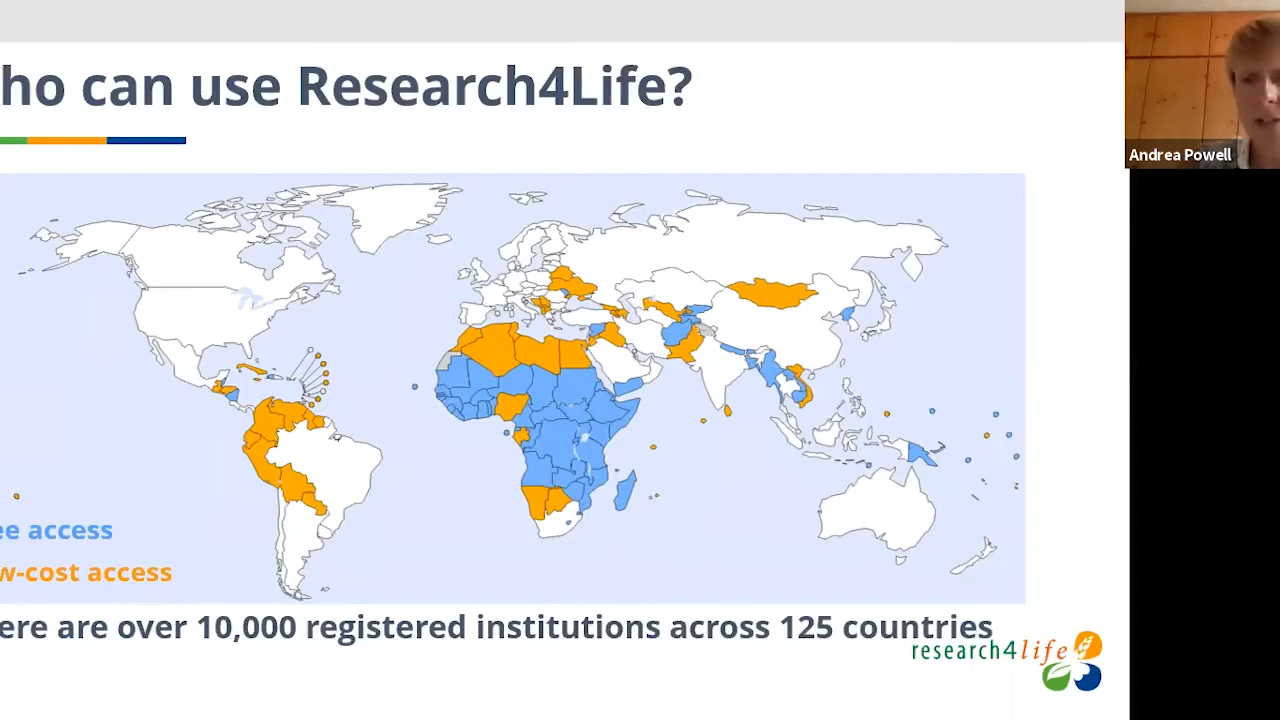 ho can use Research4Life?
Andrea Powell
ee access
w-cost access
ere are over 10,000 registered institutions across 125 countries
research4life